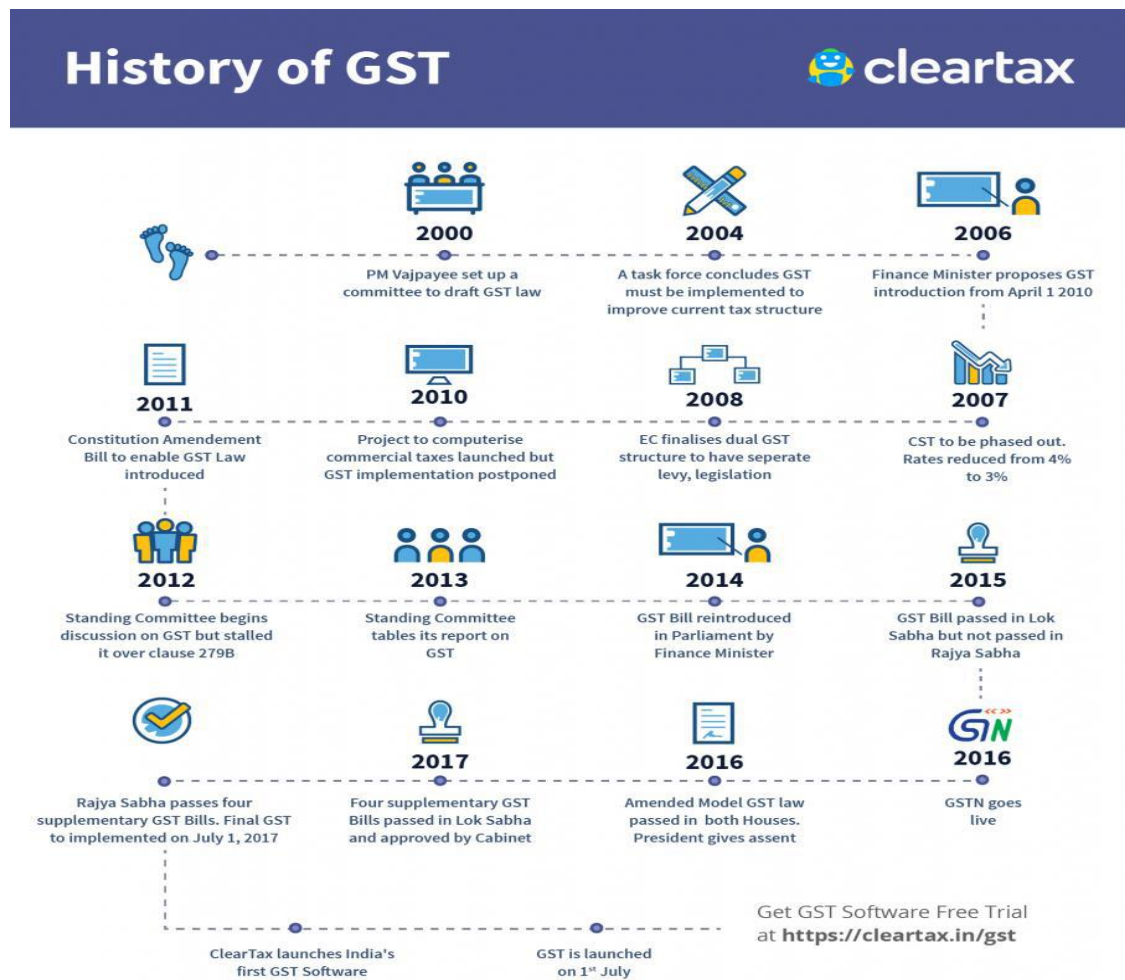 History of GST
cleartax
2000
PM Vajpayee set up a
committee to draft GST law
2004
A task force concludes GST
must be implemented to
improve current tax structure
2006
Finance Minister proposes GST
introduction from April 1 2010
2007
CST to be phased out.
Rates reduced from 4%
to 3%
2008
EC finalises dual GST
structure to have seperate
levy, legislation
2010
Project to computerise
commercial taxes launched but
GST implementation postponed
2011
Constitution Amendement
Bill to enable GST Law
introduced
2012
Standing Committee begins
discussion on GST but stalled
it over clause 279B
2013
Standing Committee
tables its report on
GST
2014
GST Bill reintroduced
in Parliament by
Finance Minister
2015
GST Bill passed in Lok
Sabha but not passed in
Rajya Sabha
GSTN
2016
GSTN goes
live
2016
Amended Model GST law
passed in both Houses.
President gives assent
2017
Four supplementary GST
Bills passed in Lok Sabha
and approved by Cabinet
Rajya Sabha passes four
supplementary GST Bills. Final GST
to implemented on July 1, 2017
ClearTax launches India's
first GST Software
GST is launched
on 1st July
Get GST Software Free Trial
at https://cleartax.in/gst